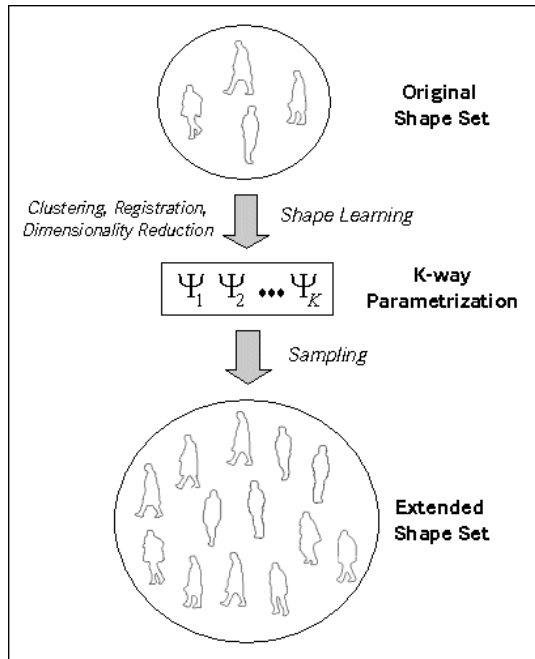 Original
Shape Set
Clustering, Registration,
Dimensionality Reduction
Shape Learning
Ψ1 Ψ2 ••• ΨK
K-way
Parametrization
Sampling
Extended
Shape Set